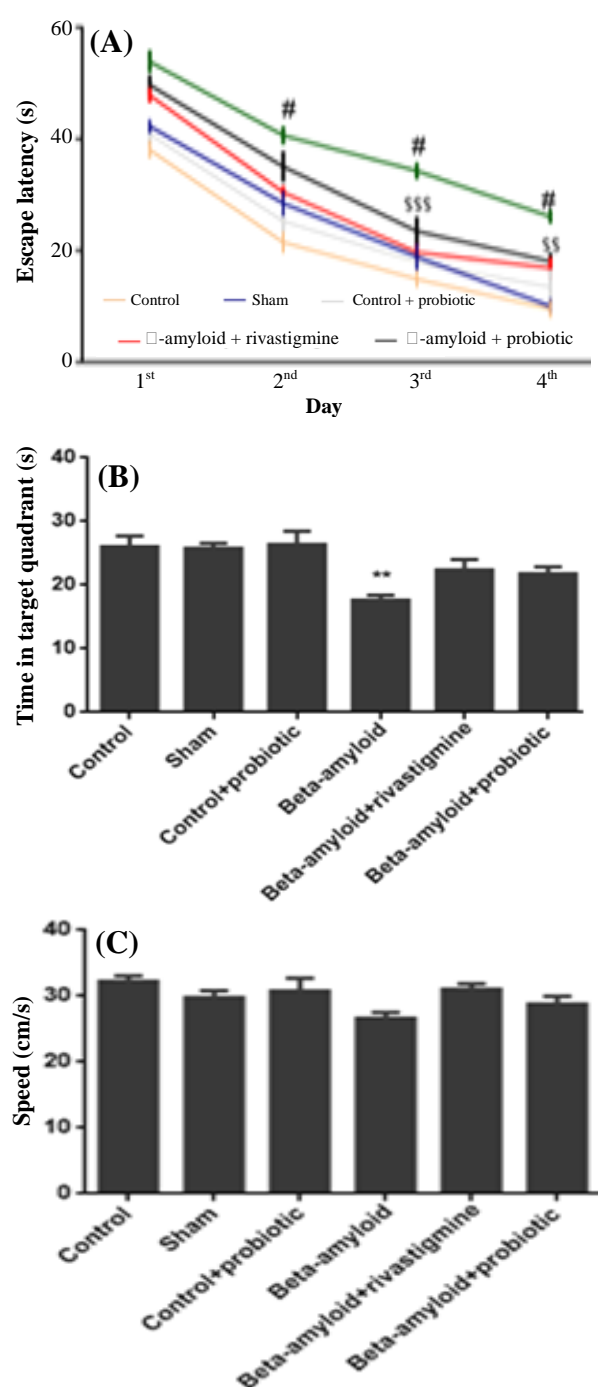 (A)
Escape latency (s)
60
40
20
0
#
#
#
$$$
$$
Control
Sham
Control + probiotic
□-amyloid + rivastigmine
□-amyloid + probiotic
1st
2nd
3rd
4th
Day
(B)
Time in target quadrant (s)
40
30
20
10
0
**
Control
Sham
Control+probiotic
Beta-amyloid
Beta-amyloid+rivastigmine
Beta-amyloid+probiotic
(C)
Speed (cm/s)
40
30
20
10
0
Control
Sham
Control+probiotic
Beta-amyloid
Beta-amyloid+rivastigmine
Beta-amyloid+probiotic